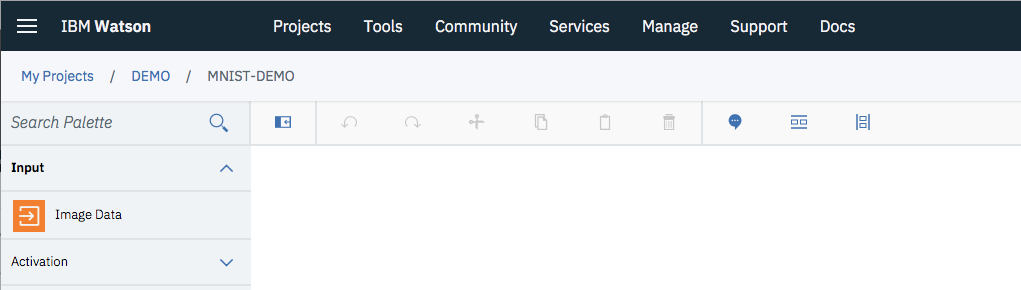 IBM Watson Projects Tools Community Services Manage Support Docs
My Projects / DEMO / MNIST-DEMO
Search Palette
Input
Image Data
Activation